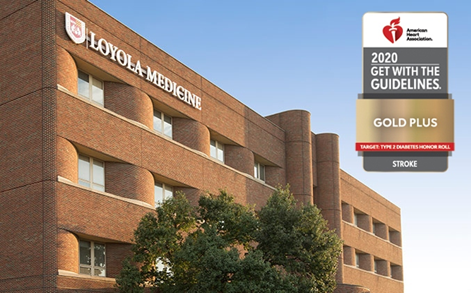 LOYOLA MEDICINE
American
Heart
Association.
2020
GET WITH THE
GUIDELINES.
GOLD PLUS
TARGET: TYPE 2 DIABETES HONOR ROLL
STROKE